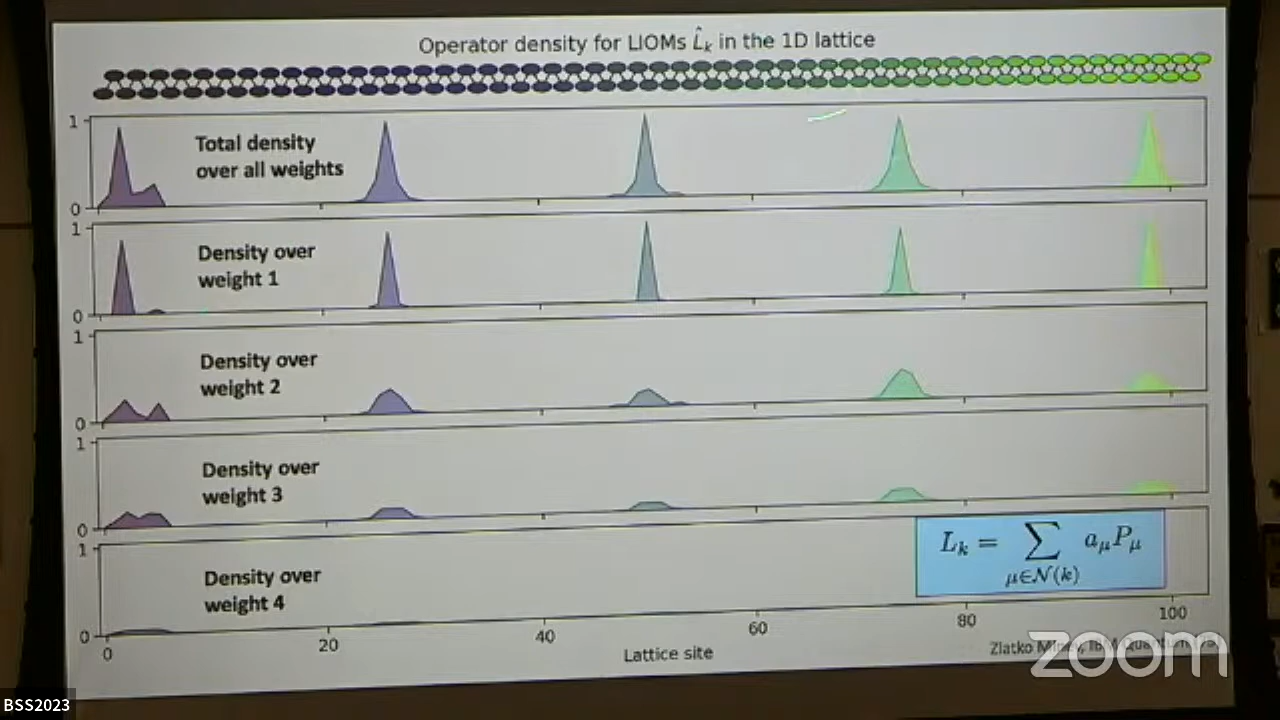 Operator density for LIOMs L̂ₖ in the 1D lattice
1
Total density
over all weights
0
1
Density over
weight 1
0
1
Density over
weight 2
0
1
Density over
weight 3
0
1
Lₖ = ∑ a_μ P_μ
μ∈N(k)
Density over
weight 4
0
0 20 40 60 80 100
Lattice site
Zlatko
zoom
BSS2023